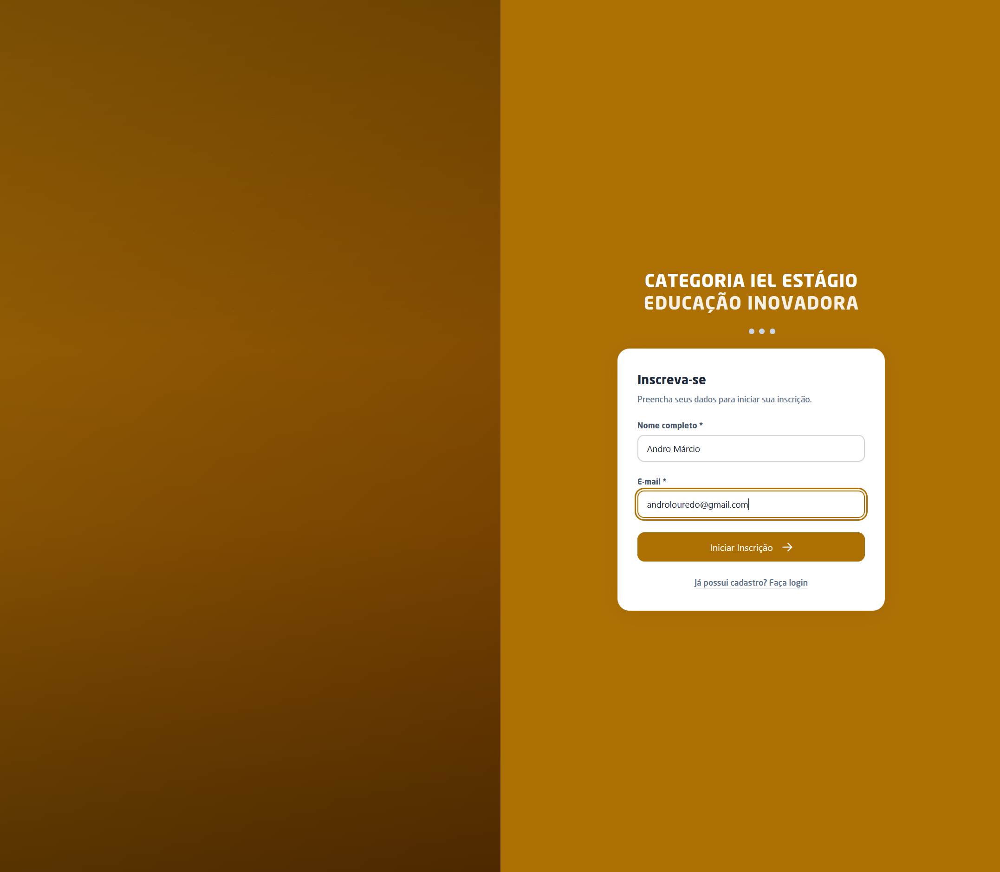 CATEGORIA IEL ESTÁGIO
EDUCAÇÃO INOVADORA
Inscreva-se
Preencha seus dados para iniciar sua inscrição.
Nome completo *
Andro Márcio
E-mail *
androlouredo@gmail.com
Iniciar Inscrição →
Já possui cadastro? Faça login